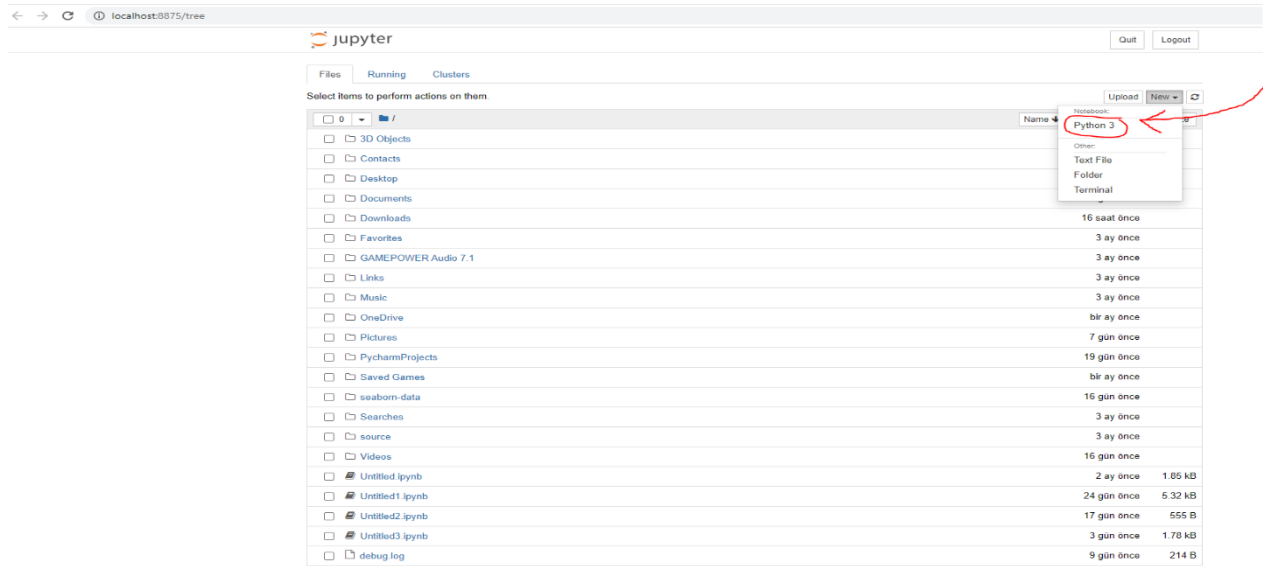 localhost:8875/tree
jupyter
Quit Logout
Files Running Clusters
Select items to perform actions on them.
Upload New
0 / Name
Notebook:
Python 3
Other:
Text File
Folder
Terminal
3D Objects
Contacts
Desktop
Documents
Downloads 16 saat önce
Favorites 3 ay önce
GAMEPOWER Audio 7.1 3 ay önce
Links 3 ay önce
Music 3 ay önce
OneDrive bir ay önce
Pictures 7 gün önce
PycharmProjects 19 gün önce
Saved Games bir ay önce
seaborn-data 16 gün önce
Searches 3 ay önce
source 3 ay önce
Videos 16 gün önce
Untitled.ipynb 2 ay önce 1.85 kB
Untitled1.ipynb 24 gün önce 5.32 kB
Untitled2.ipynb 17 gün önce 555 B
Untitled3.ipynb 3 gün önce 1.78 kB
debug.log 9 gün önce 214 B